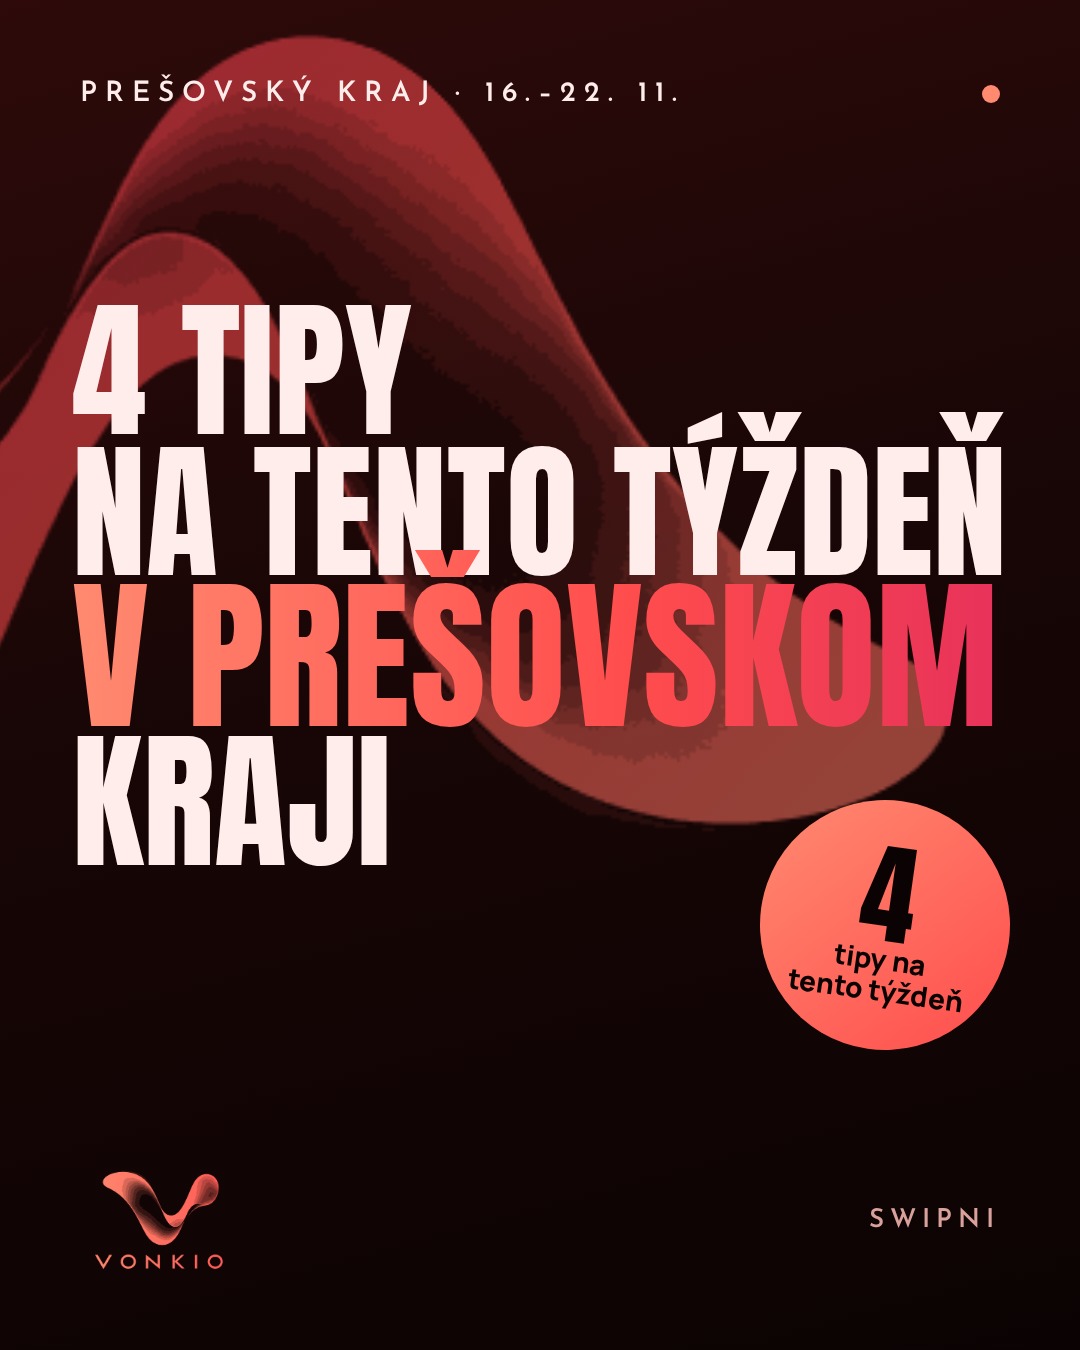 PREŠOVSKÝ KRAJ · 16.–22. 11.
4 TIPY
NA TENTO TÝŽDEŇ
V PREŠOVSKOM
KRAJI
4
tipy na
tento týždeň
VONKIO
SWIPNI